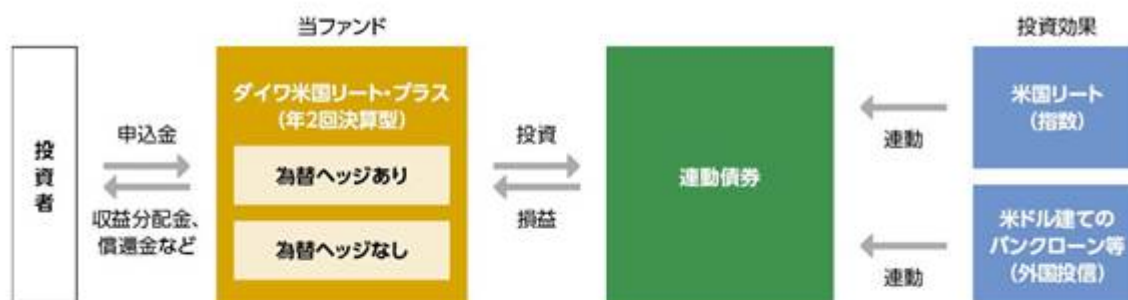 当ファンド
投資効果
投資者
申込金
収益分配金、
償還金など
ダイワ米国リート・プラス
(年2回決算型)
為替ヘッジあり
為替ヘッジなし
投資
損益
連動債券
連動
連動
米国リート
(指数)
米ドル建ての
バンクローン等
(外国投信)